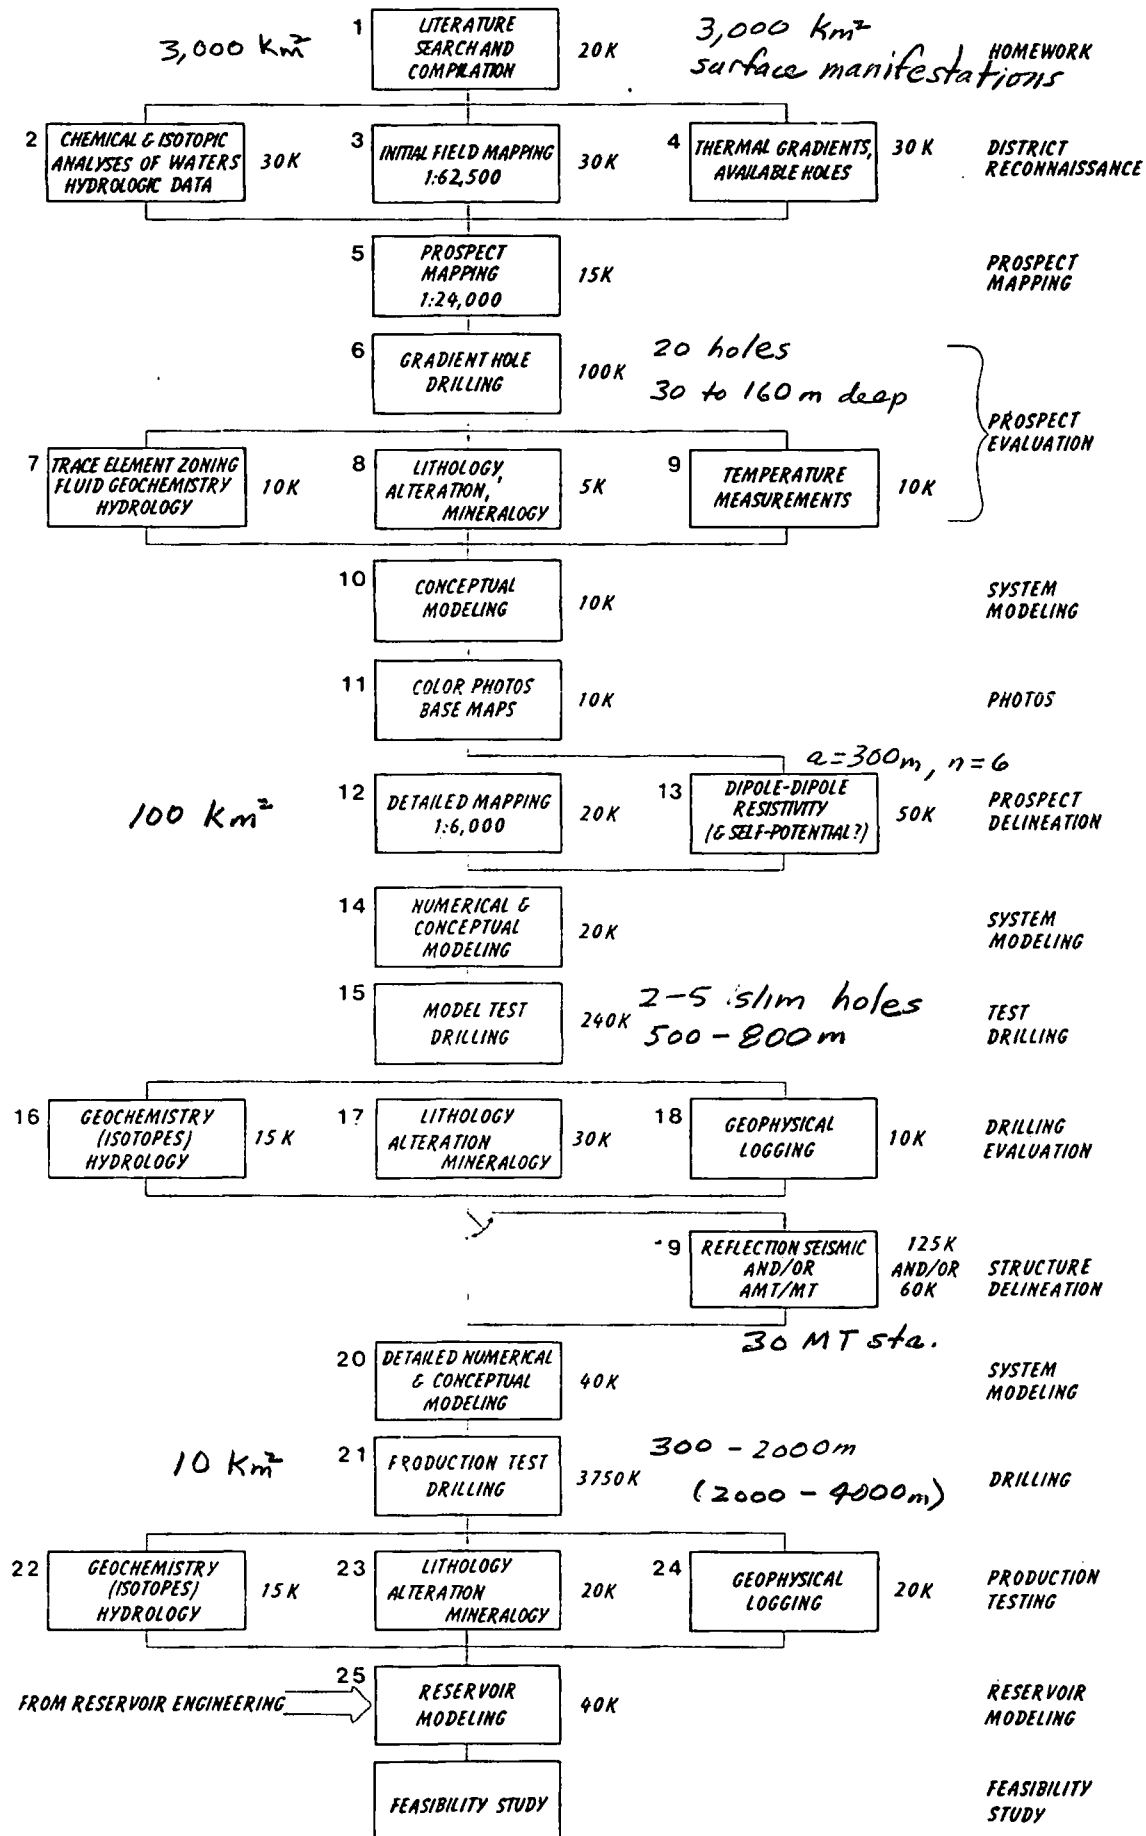 3,000 Km²
1
LITERATURE
SEARCH AND
COMPILATION
20K
3,000 Km²
surface manifestations
HOMEWORK
2
CHEMICAL & ISOTOPIC
ANALYSES OF WATERS
HYDROLOGIC DATA
30K
3
INITIAL FIELD MAPPING
1:62,500
30K
4
THERMAL GRADIENTS,
AVAILABLE HOLES
30K
DISTRICT
RECONNAISSANCE
5
PROSPECT
MAPPING
1:24,000
15K
PROSPECT
MAPPING
6
GRADIENT HOLE
DRILLING
100K
20 holes
30 to 160 m deep
PROSPECT
EVALUATION
7
TRACE ELEMENT ZONING
FLUID GEOCHEMISTRY
HYDROLOGY
10K
8
LITHOLOGY,
ALTERATION,
MINERALOGY
5K
9
TEMPERATURE
MEASUREMENTS
10K
10
CONCEPTUAL
MODELING
10K
SYSTEM
MODELING
11
COLOR PHOTOS
BASE MAPS
10K
PHOTOS
a=300m, n=6
100 Km²
12
DETAILED MAPPING
1:6,000
20K
13
DIPOLE-DIPOLE
RESISTIVITY
(& SELF-POTENTIAL?)
50K
PROSPECT
DELINEATION
14
NUMERICAL &
CONCEPTUAL
MODELING
20K
SYSTEM
MODELING
15
MODEL TEST
DRILLING
240K
2-5 slim holes
500-800m
TEST
DRILLING
16
GEOCHEMISTRY
(ISOTOPES)
HYDROLOGY
15K
17
LITHOLOGY
ALTERATION
MINERALOGY
30K
18
GEOPHYSICAL
LOGGING
10K
DRILLING
EVALUATION
9
REFLECTION SEISMIC
AND/OR
AMT/MT
125K
AND/OR
60K
STRUCTURE
DELINEATION
30 MT sta.
20
DETAILED NUMERICAL
& CONCEPTUAL
MODELING
40K
SYSTEM
MODELING
10 Km²
21
PRODUCTION TEST
DRILLING
3750K
300-2000m
(2000-4000m)
DRILLING
22
GEOCHEMISTRY
(ISOTOPES)
HYDROLOGY
15K
23
LITHOLOGY
ALTERATION
MINERALOGY
20K
24
GEOPHYSICAL
LOGGING
20K
PRODUCTION
TESTING
FROM RESERVOIR ENGINEERING
25
RESERVOIR
MODELING
40K
RESERVOIR
MODELING
FEASIBILITY STUDY
FEASIBILITY
STUDY